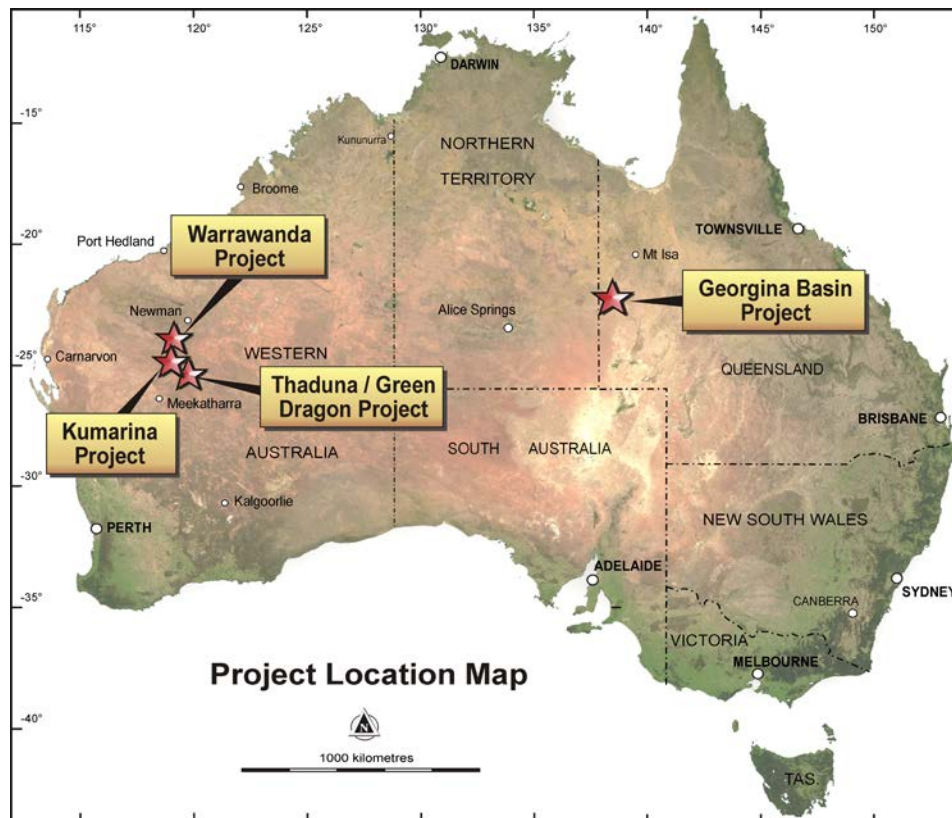 115° 120° 125° 130° 135° 140° 145° 150°
-15°
-20°
-25°
-30°
-35°
-40°
DARWIN
Kununurra
NORTHERN
TERRITORY
Broome
TOWNSVILLE
Port Hedland
Warrawanda
Project
Mt Isa
Georgina Basin
Project
Newman
Alice Springs
Carnarvon
WESTERN
QUEENSLAND
Thaduna / Green
Dragon Project
Meekatharra
Kumarina
Project
BRISBANE
AUSTRALIA
SOUTH AUSTRALIA
Kalgoorlie
NEW SOUTH WALES
PERTH
ADELAIDE
SYDNEY
CANBERRA
VICTORIA
MELBOURNE
Project Location Map
N
1000 kilometres
TAS.